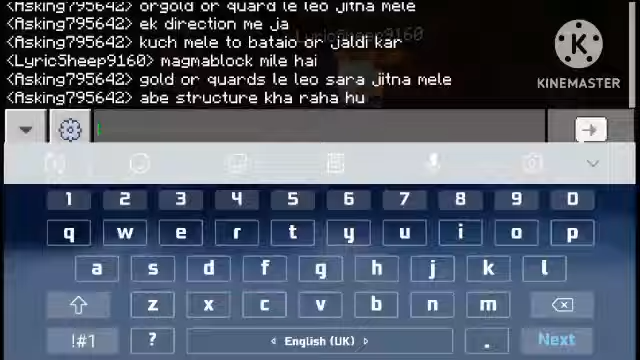 <Asking795642> orgold or quard le leo jitna mele
<Asking795642> ek direction me ja
LyricSheep9160
<Asking795642> kuch mele to bataio or jaldi kar
<LyricSheep9160> magmablock mile hai
<Asking795642> gold or quards le leo sara jitna mele
<Asking795642> abe structure kha raha hu
KINEMASTER
1 2 3 4 5 6 7 8 9 0
q w e r t y u i o p
a s d f g h j k l
z x c v b n m
!#1 ? < English (UK) > . Next